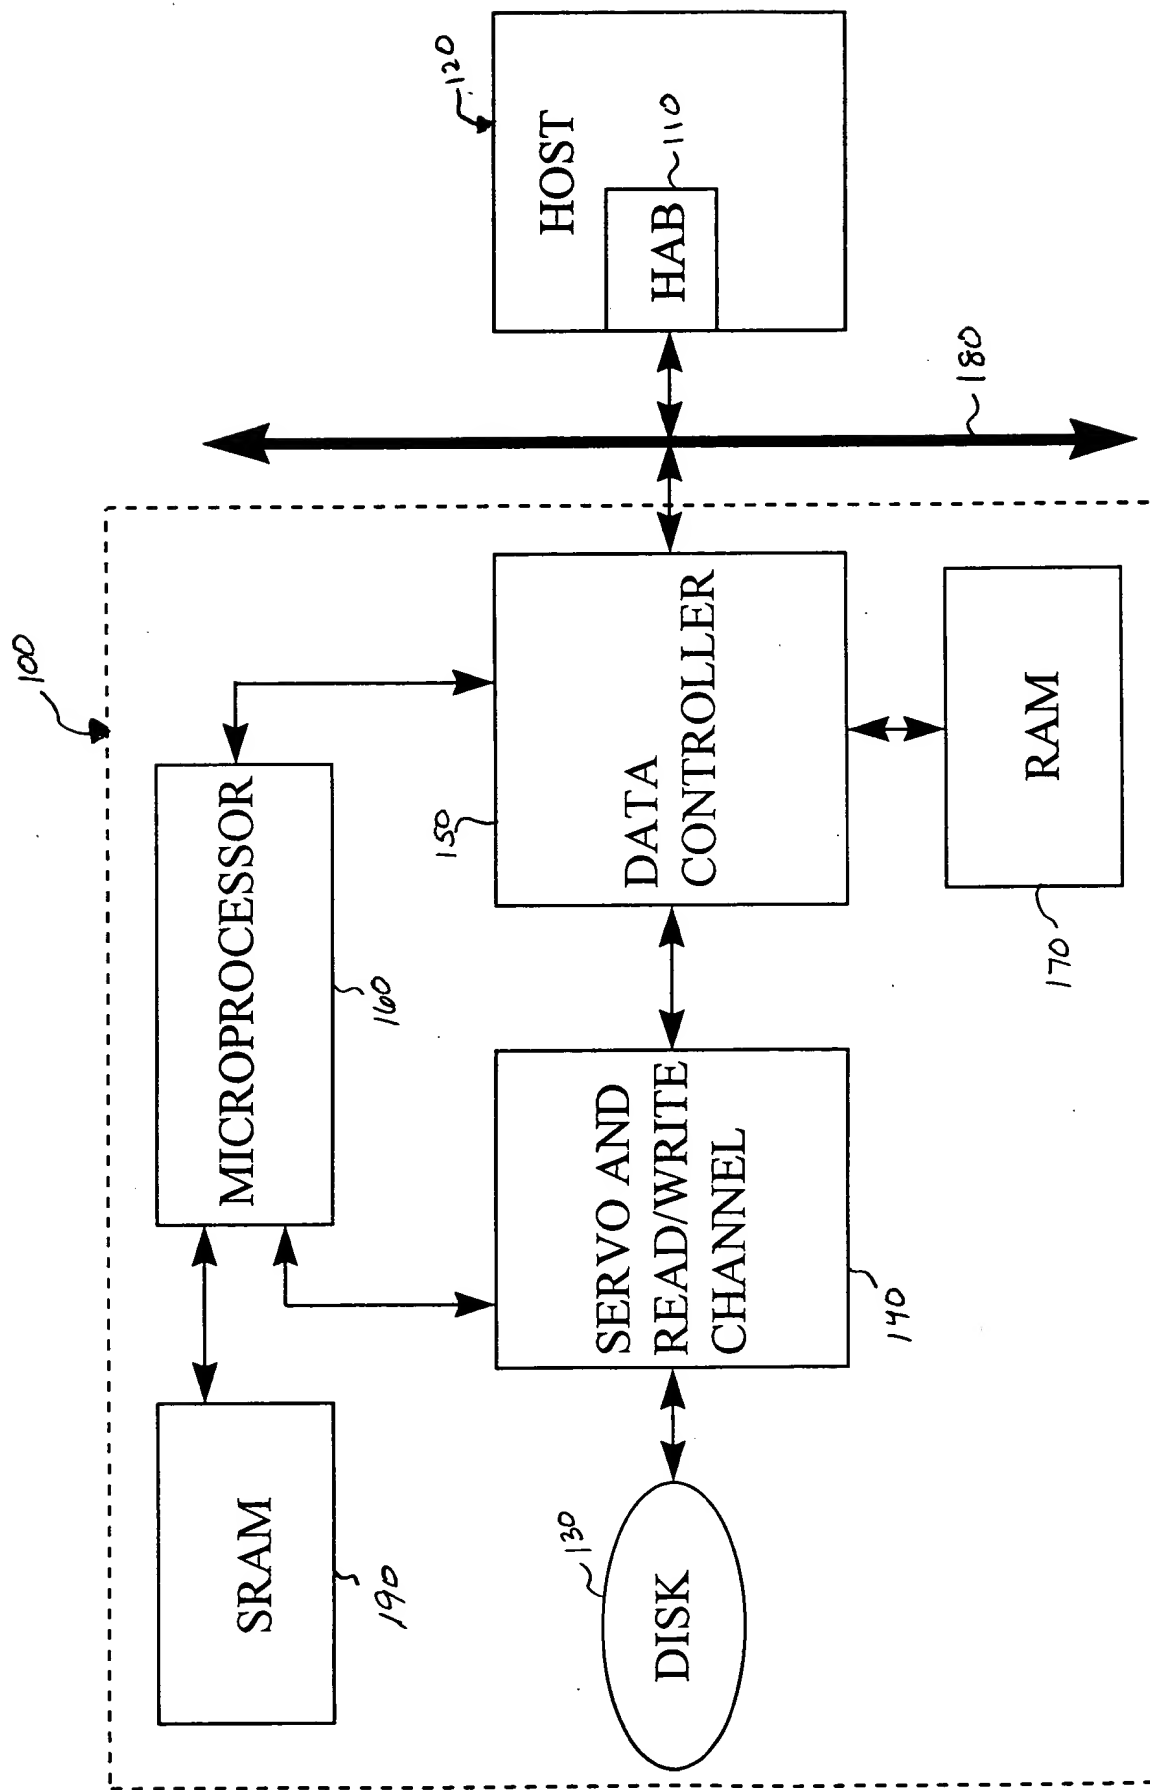 100
SRAM
190
MICROPROCESSOR
160
DISK
130
SERVO AND
READ/WRITE
CHANNEL
140
DATA
CONTROLLER
150
RAM
170
180
HOST
120
HAB
110